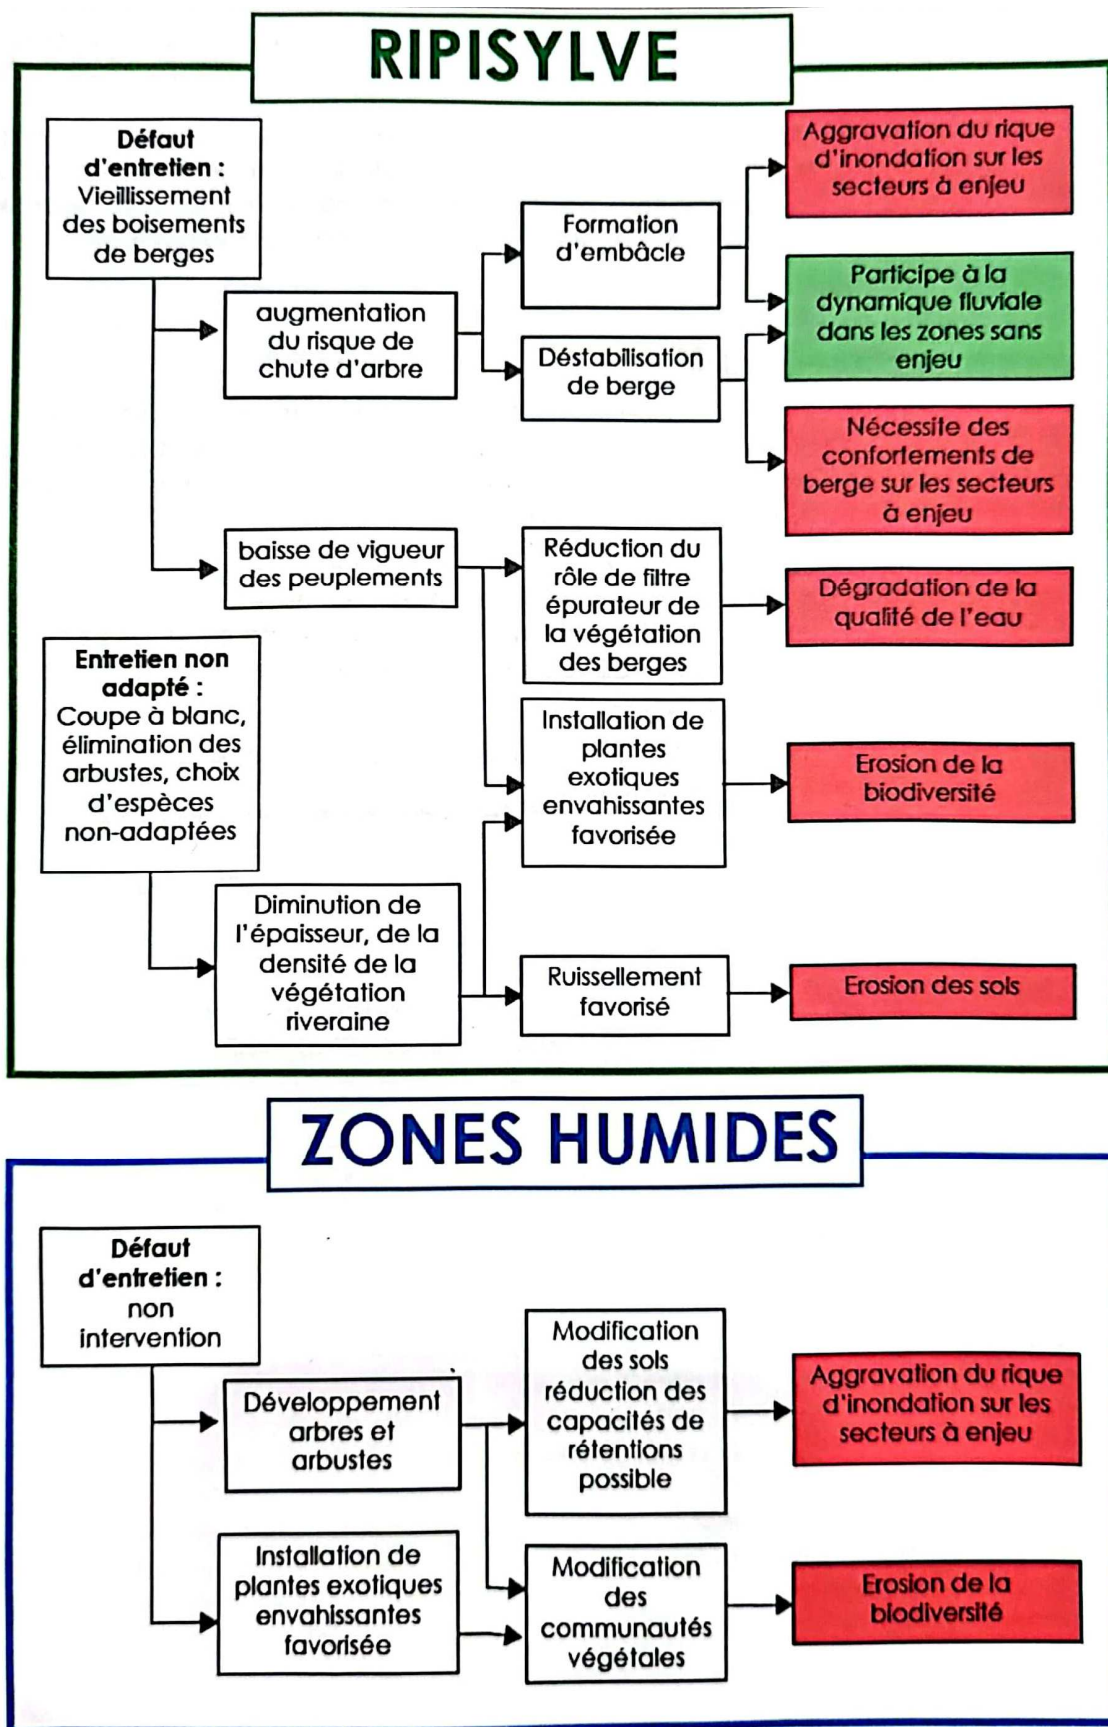 RIPISYLVE
Défaut
d'entretien :
Vieillissement
des boisements
de berges
augmentation
du risque de
chute d'arbre
Formation
d'embâcle
Déstabilisation
de berge
Aggravation du rique
d'inondation sur les
secteurs à enjeu
Participe à la
dynamique fluviale
dans les zones sans
enjeu
Nécessite des
confortements de
berge sur les secteurs
à enjeu
baisse de vigueur
des peuplements
Réduction du
rôle de filtre
épurateur de
la végétation
des berges
Dégradation de la
qualité de l'eau
Entretien non
adapté :
Coupe à blanc,
élimination des
arbustes, choix
d'espèces
non-adaptées
Installation de
plantes
exotiques
envahissantes
favorisée
Erosion de la
biodiversité
Diminution de
l'épaisseur, de la
densité de la
végétation
riveraine
Ruissellement
favorisé
Erosion des sols
ZONES HUMIDES
Défaut
d'entretien :
non
intervention
Développement
arbres et
arbustes
Modification
des sols
réduction des
capacités de
rétentions
possible
Aggravation du rique
d'inondation sur les
secteurs à enjeu
Installation de
plantes exotiques
envahissantes
favorisée
Modification
des
communautés
végétales
Erosion de la
biodiversité